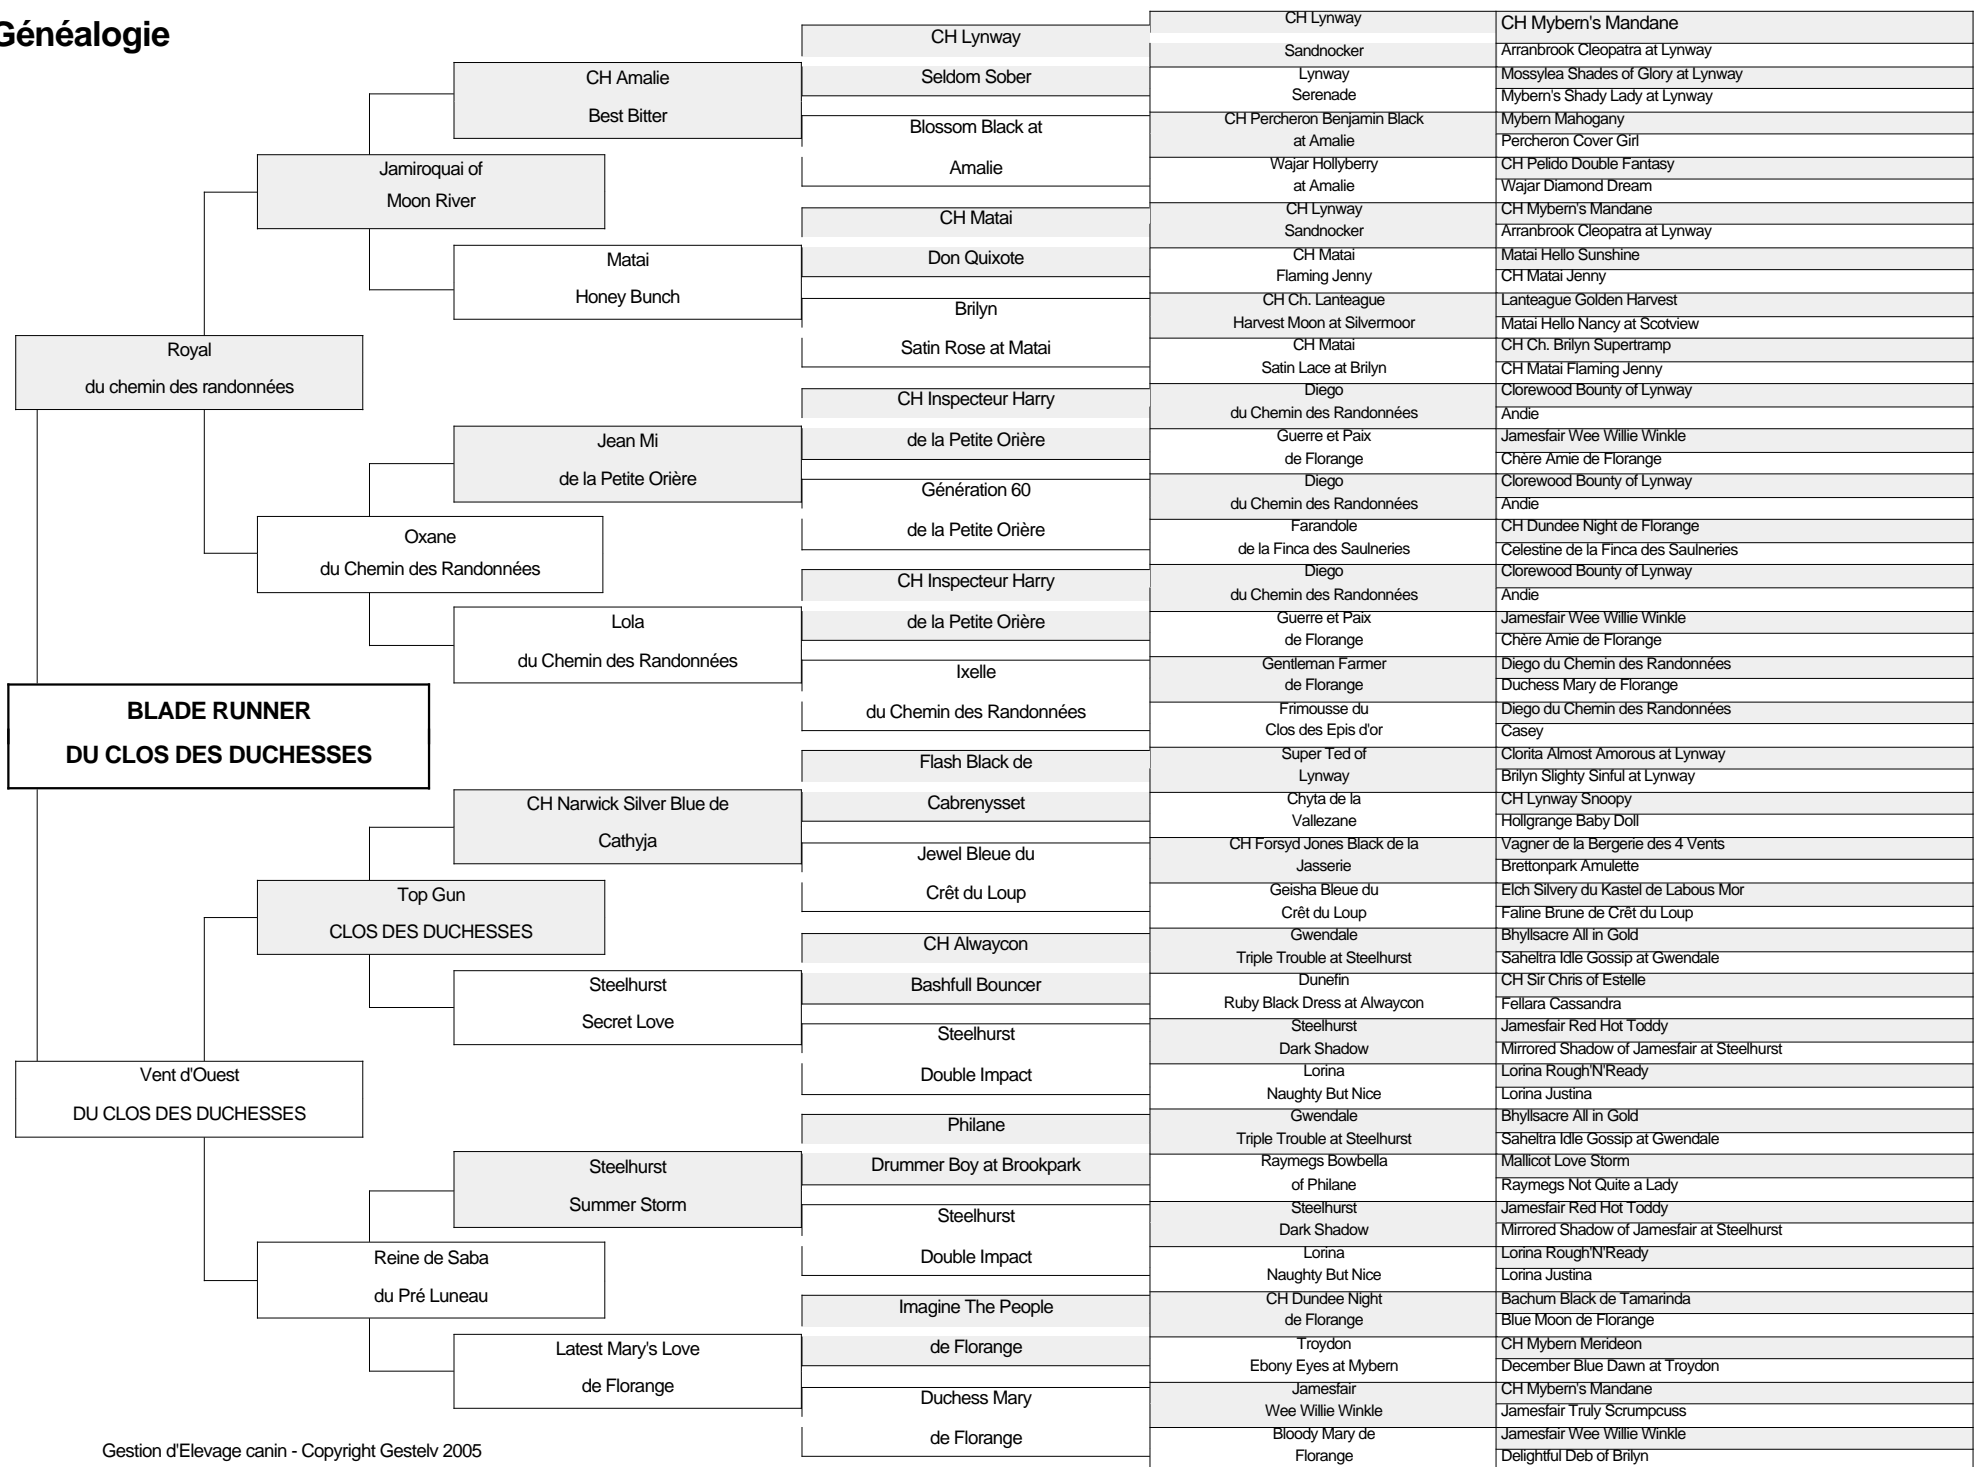 Généalogie
BLADE RUNNER
DU CLOS DES DUCHESSES
Royal
du chemin des randonnées
Vent d'Ouest
DU CLOS DES DUCHESSES
Jamiroquai of
Moon River
Oxane
du Chemin des Randonnées
Top Gun
CLOS DES DUCHESSES
Reine de Saba
du Pré Luneau
CH Amalie
Best Bitter
Matai
Honey Bunch
Jean Mi
de la Petite Orière
Lola
du Chemin des Randonnées
CH Narwick Silver Blue de
Cathyja
Steelhurst
Secret Love
Steelhurst
Summer Storm
Latest Mary's Love
de Florange
CH Lynway
Seldom Sober
Blossom Black at
Amalie
CH Matai
Don Quixote
Brilyn
Satin Rose at Matai
CH Inspecteur Harry
de la Petite Orière
Génération 60
de la Petite Orière
CH Inspecteur Harry
de la Petite Orière
Ixelle
du Chemin des Randonnées
Flash Black de
Cabrenysset
Jewel Bleue du
Crêt du Loup
CH Alwaycon
Bashfull Bouncer
Steelhurst
Double Impact
Philane
Drummer Boy at Brookpark
Steelhurst
Double Impact
Imagine The People
de Florange
Duchess Mary
de Florange
CH Lynway
Sandnocker
Lynway
Serenade
CH Percheron Benjamin Black
at Amalie
Wajar Hollyberry
at Amalie
CH Lynway
Sandnocker
CH Matai
Flaming Jenny
CH Ch. Lanteague
Harvest Moon at Silvermoor
CH Matai
Satin Lace at Brilyn
Diego
du Chemin des Randonnées
Guerre et Paix
de Florange
Diego
du Chemin des Randonnées
Farandole
de la Finca des Saulneries
Diego
du Chemin des Randonnées
Guerre et Paix
de Florange
Gentleman Farmer
de Florange
Frimousse du
Clos des Epis d'or
Super Ted of
Lynway
Chyta de la
Vallezane
CH Forsyd Jones Black de la
Jasserie
Geisha Bleue du
Crêt du Loup
Gwendale
Triple Trouble at Steelhurst
Dunefin
Ruby Black Dress at Alwaycon
Steelhurst
Dark Shadow
Lorina
Naughty But Nice
Gwendale
Triple Trouble at Steelhurst
Raymegs Bowbella
of Philane
Steelhurst
Dark Shadow
Lorina
Naughty But Nice
CH Dundee Night
de Florange
Troydon
Ebony Eyes at Mybern
Jamesfair
Wee Willie Winkle
Bloody Mary de
Florange
CH Mybern's Mandane
Arranbrook Cleopatra at Lynway
Mossylea Shades of Glory at Lynway
Mybern's Shady Lady at Lynway
Mybern Mahogany
Percheron Cover Girl
CH Pelido Double Fantasy
Wajar Diamond Dream
CH Mybern's Mandane
Arranbrook Cleopatra at Lynway
Matai Hello Sunshine
CH Matai Jenny
Lanteague Golden Harvest
Matai Hello Nancy at Scotview
CH Ch. Brilyn Supertramp
CH Matai Flaming Jenny
Clorewood Bounty of Lynway
Andie
Jamesfair Wee Willie Winkle
Chère Amie de Florange
Clorewood Bounty of Lynway
Andie
CH Dundee Night de Florange
Celestine de la Finca des Saulneries
Clorewood Bounty of Lynway
Andie
Jamesfair Wee Willie Winkle
Chère Amie de Florange
Diego du Chemin des Randonnées
Duchess Mary de Florange
Diego du Chemin des Randonnées
Casey
Clorita Almost Amorous at Lynway
Brilyn Slighty Sinful at Lynway
CH Lynway Snoopy
Hollgrange Baby Doll
Vagner de la Bergerie des 4 Vents
Brettonpark Amulette
Elch Silvery du Kastel de Labous Mor
Faline Brune de Crêt du Loup
Bhyllsacre All in Gold
Saheltra Idle Gossip at Gwendale
CH Sir Chris of Estelle
Fellara Cassandra
Jamesfair Red Hot Toddy
Mirrored Shadow of Jamesfair at Steelhurst
Lorina Rough'N'Ready
Lorina Justina
Bhyllsacre All in Gold
Saheltra Idle Gossip at Gwendale
Mallicot Love Storm
Raymegs Not Quite a Lady
Jamesfair Red Hot Toddy
Mirrored Shadow of Jamesfair at Steelhurst
Lorina Rough'N'Ready
Lorina Justina
Bachum Black de Tamarinda
Blue Moon de Florange
CH Mybern Merideon
December Blue Dawn at Troydon
CH Mybern's Mandane
Jamesfair Truly Scrumpcuss
Jamesfair Wee Willie Winkle
Delightful Deb of Brilyn
Gestion d'Elevage canin - Copyright Gestelv 2005